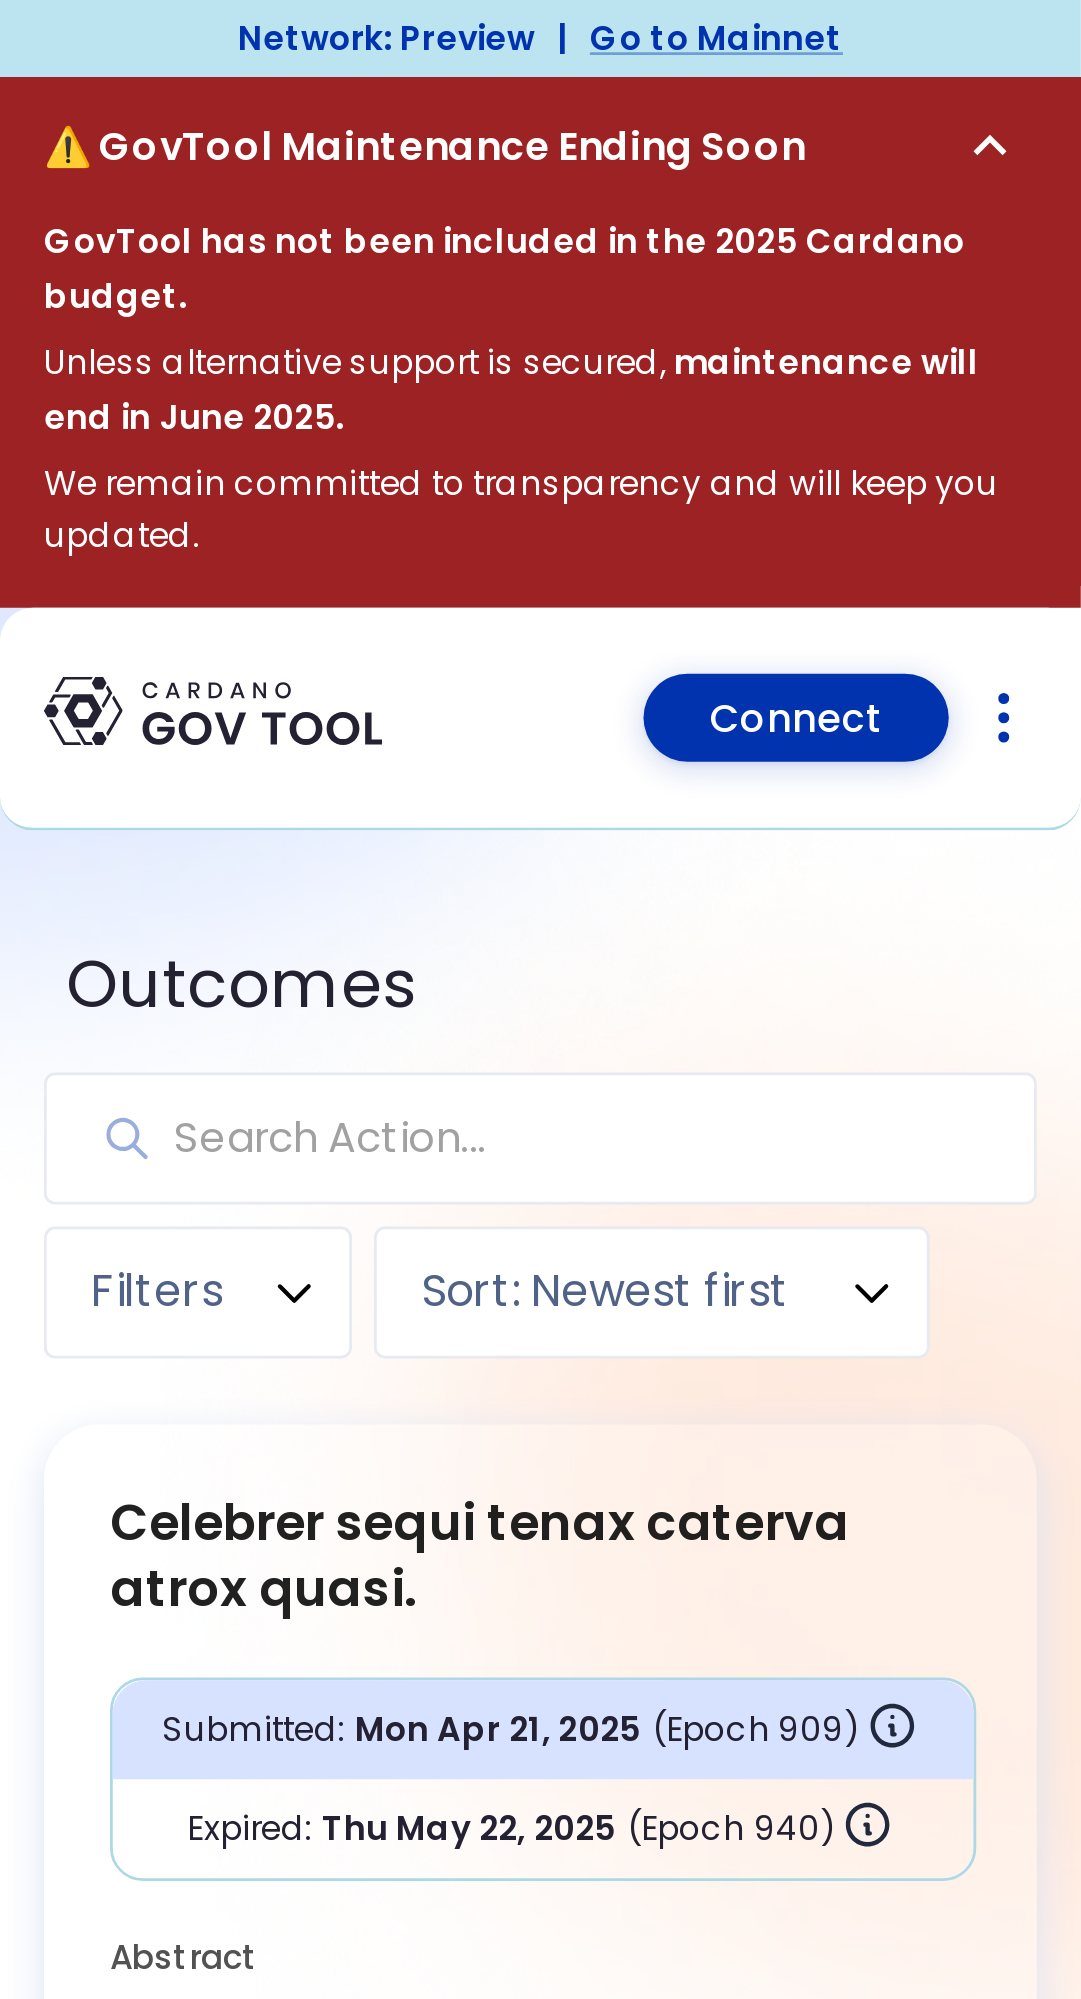 Network: Preview | Go to Mainnet
⚠️ GovTool Maintenance Ending Soon
GovTool has not been included in the 2025 Cardano
budget.
Unless alternative support is secured, maintenance will
end in June 2025.
We remain committed to transparency and will keep you
updated.
CARDANO
GOV TOOL
Connect
Outcomes
Search Action...
Filters
Sort: Newest first
Celebrer sequi tenax caterva
atrox quasi.
Submitted: Mon Apr 21, 2025 (Epoch 909)
Expired: Thu May 22, 2025 (Epoch 940)
Abstract